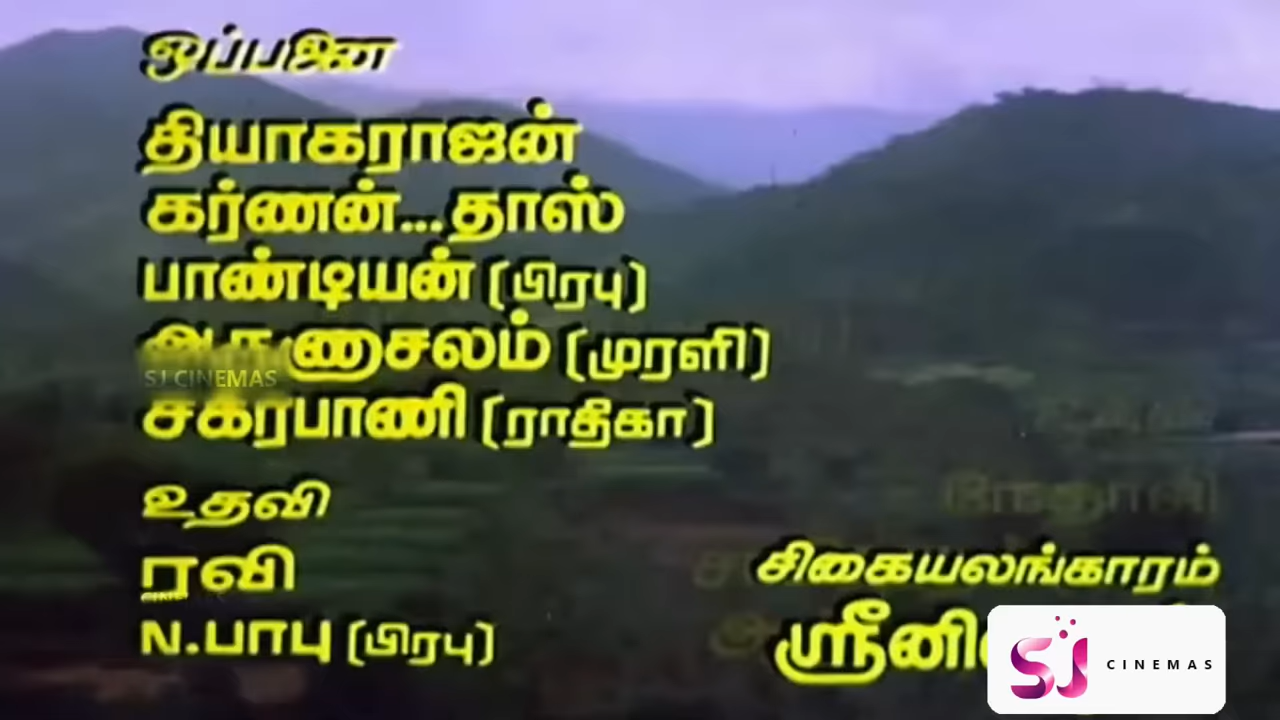 ஒப்பனை
தியாகராஜன்
கர்ணன்...தாஸ்
பாண்டியன் (பிரபு)
(முரளி)
SJ CINEMAS
சக்ரபாணி (ராதிகா)
உதவி
ரவி
N.பாபு (பிரபு)
சிகையலங்காரம்
SJ CINEMAS